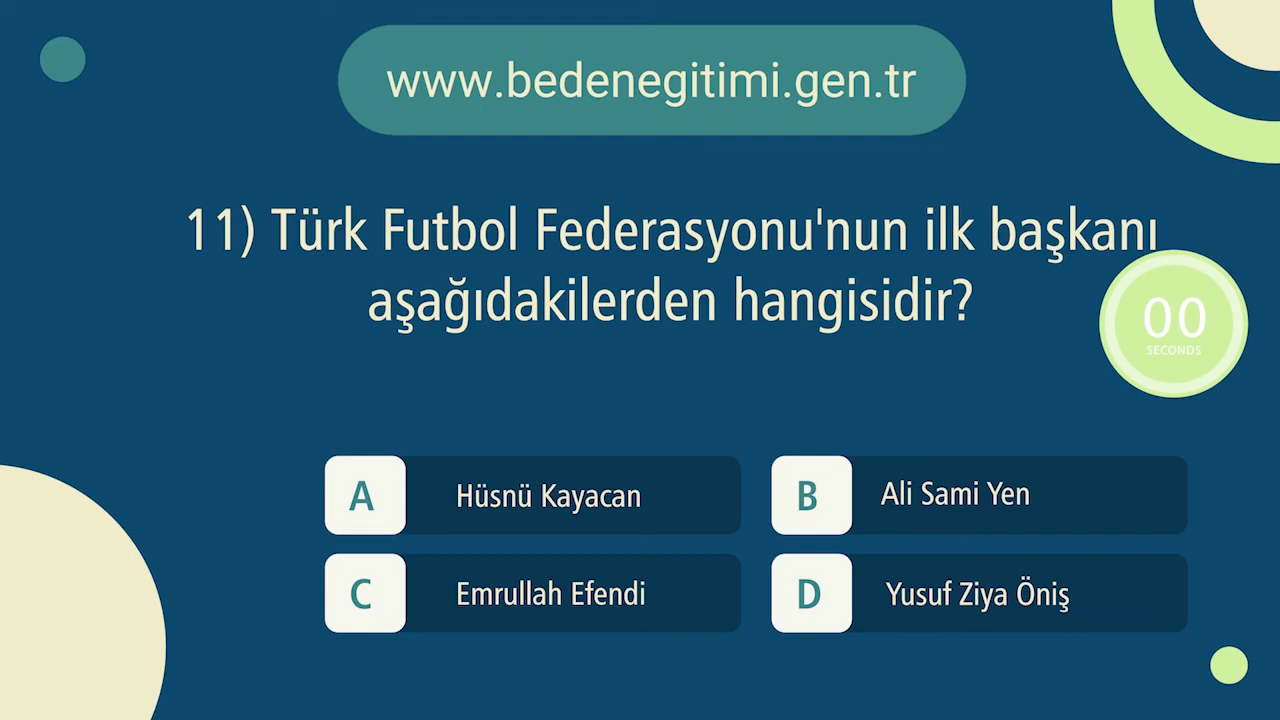 www.bedenegitimi.gen.tr
11) Türk Futbol Federasyonu'nun ilk başkanı
aşağıdakilerden hangisidir?
00
SECONDS
A Hüsnü Kayacan
B Ali Sami Yen
C Emrullah Efendi
D Yusuf Ziya Öniş